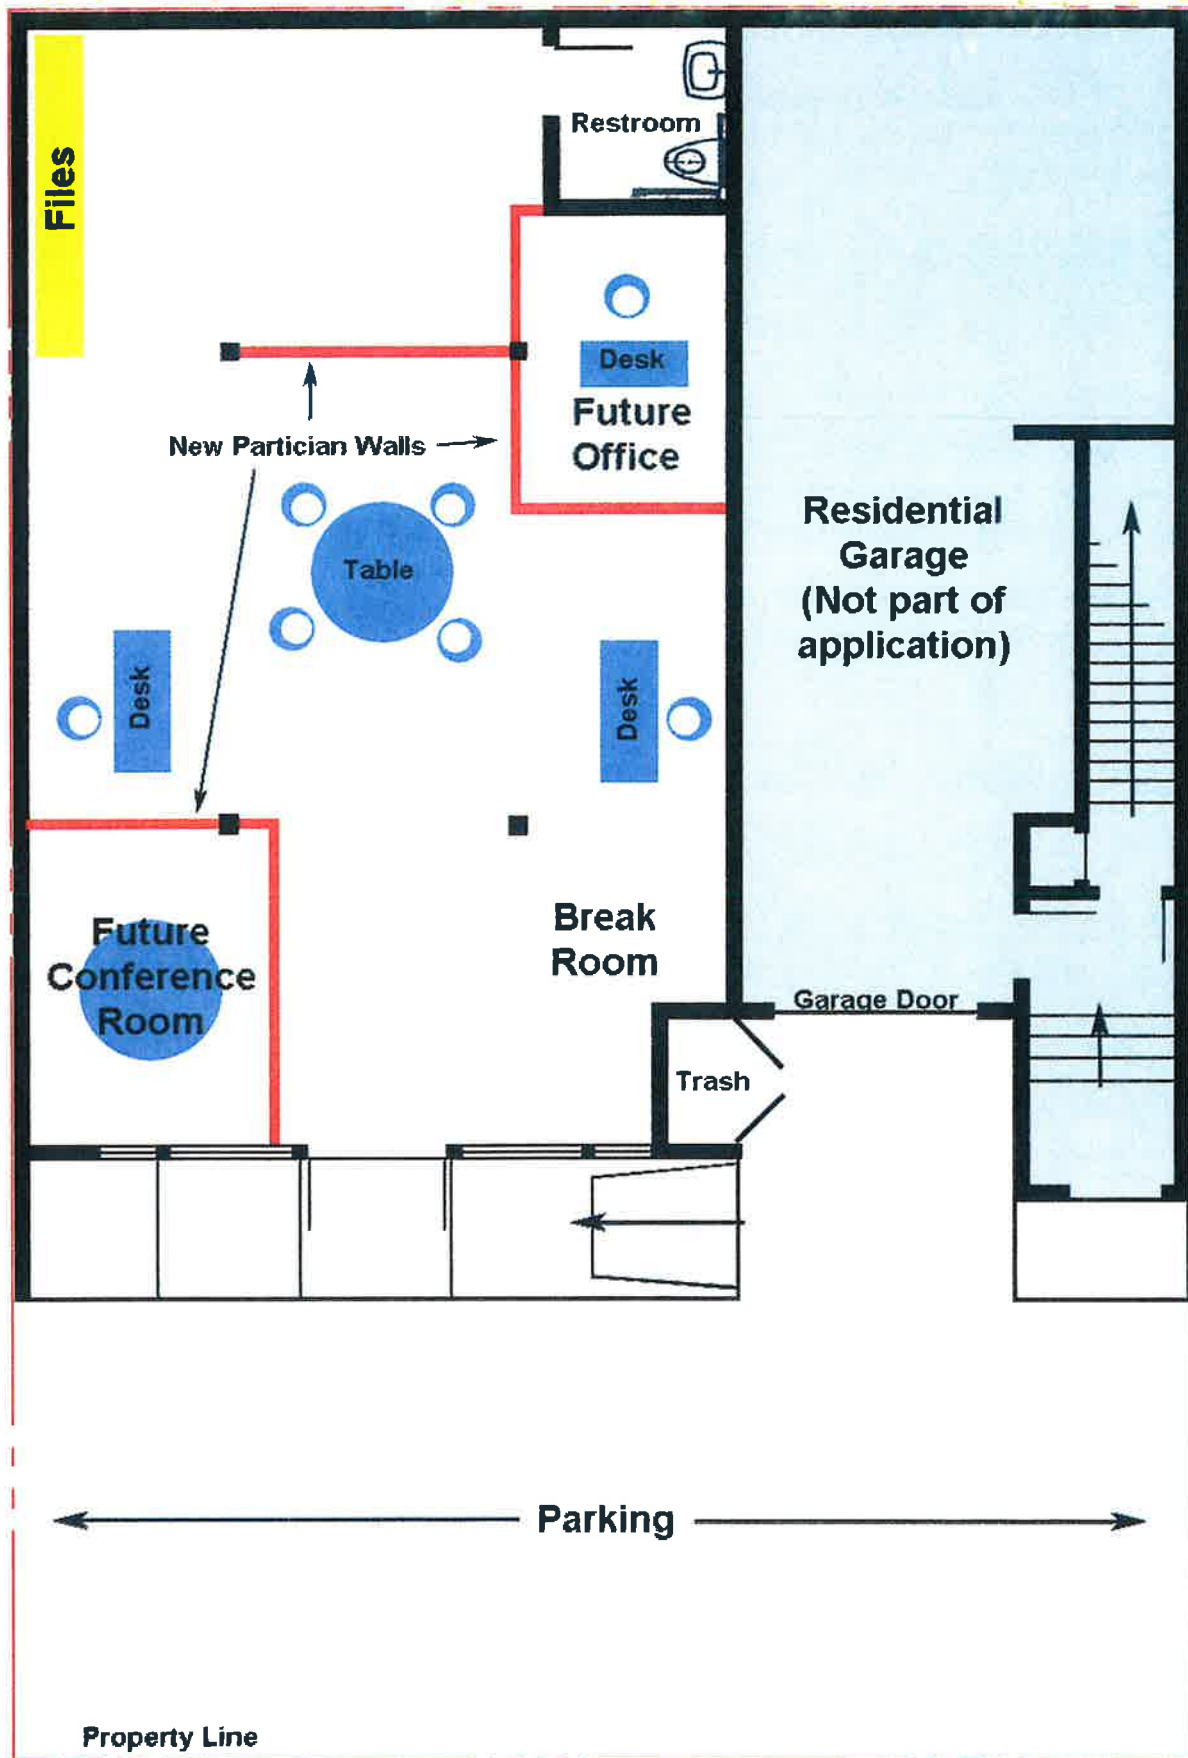 Restroom
Files
Desk
Future
Office
New Partician Walls
Residential
Garage
(Not part of
application)
Table
Desk
Desk
Future
Conference
Room
Break
Room
Garage Door
Trash
Parking
Property Line